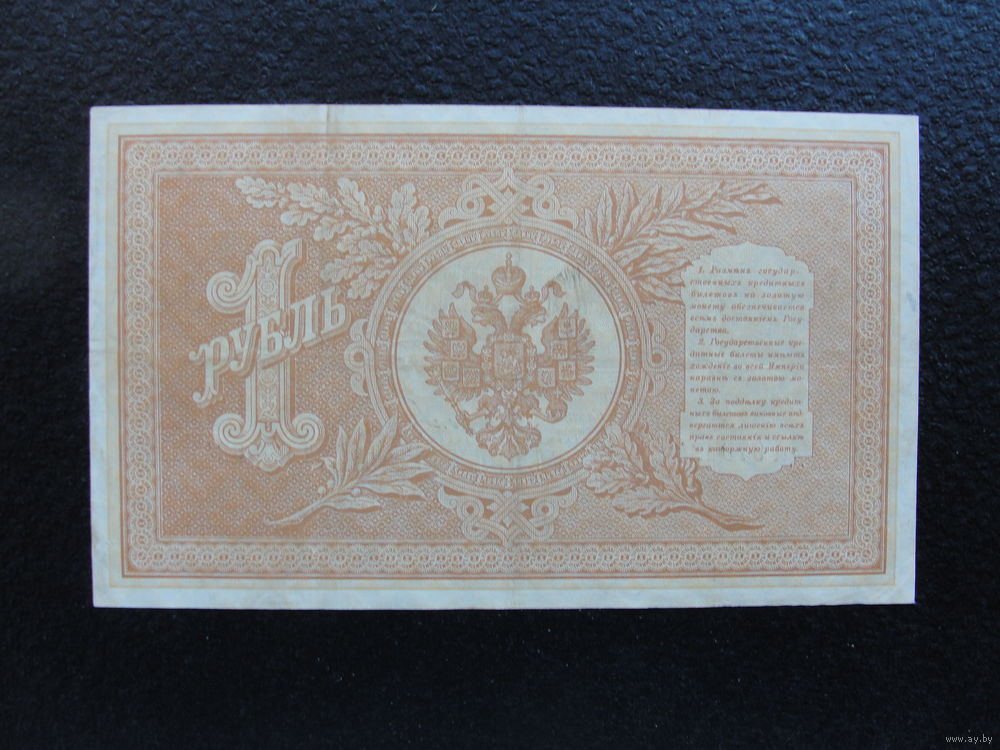 1
РУБЛЬ
1. Размѣнъ государ-
ственныхъ кредитныхъ
билетовъ на золотую
монету обезпечивается
всѣмъ достояніемъ Госу-
дарства.
2. Государственные кре-
дитные билеты имѣютъ
хожденіе во всей Имперіи
наравнѣ съ золотою мо-
нетою.
3. За поддѣлку кредит-
ныхъ билетовъ виновные под-
вергаются лишенію всѣхъ
правъ состоянія и ссылкѣ
въ каторжную работу.
www.ay.by